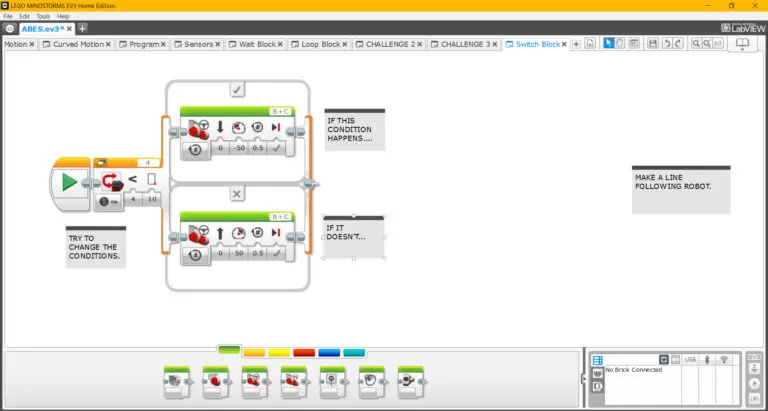 LEGO MINDSTORMS EV3 Home Edition
File Edit Tools Help
ABES.ev3*
LabVIEW
Motion Curved Motion Program Sensors Wait Block Loop Block CHALLENGE 2 CHALLENGE 3 Switch Block
B + C
IF THIS
CONDITION
HAPPENS....
0 -50 0.5
4
<
4 10
MAKE A LINE
FOLLOWING ROBOT.
B + C
IF IT
DOESN'T...
TRY TO
CHANGE THE
CONDITIONS.
0 50 0.5
USB
EV3
No Brick Connected